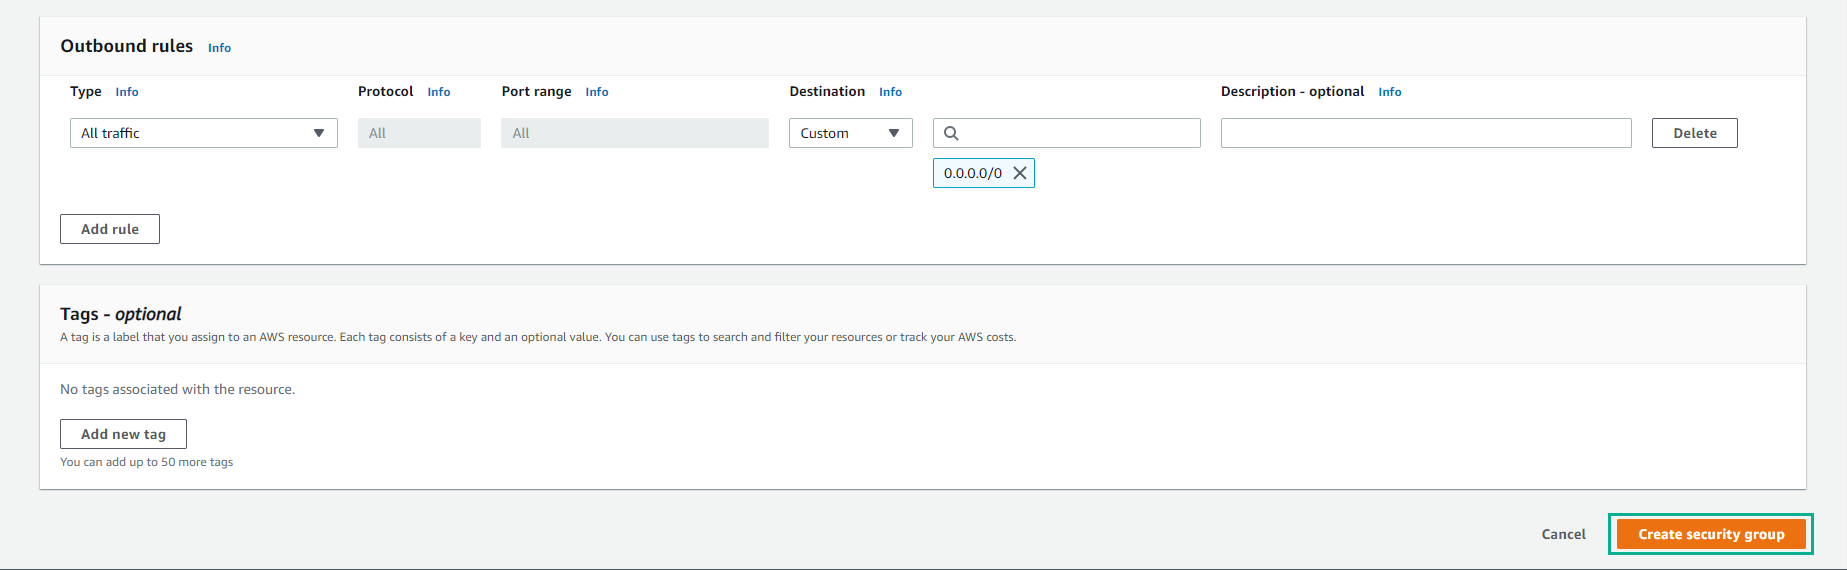 Outbound rules Info
Type Info Protocol Info Port range Info Destination Info Description - optional Info
All traffic All All Custom Delete
0.0.0.0/0
Add rule
Tags - optional
A tag is a label that you assign to an AWS resource. Each tag consists of a key and an optional value. You can use tags to search and filter your resources or track your AWS costs.
No tags associated with the resource.
Add new tag
You can add up to 50 more tags
Cancel Create security group